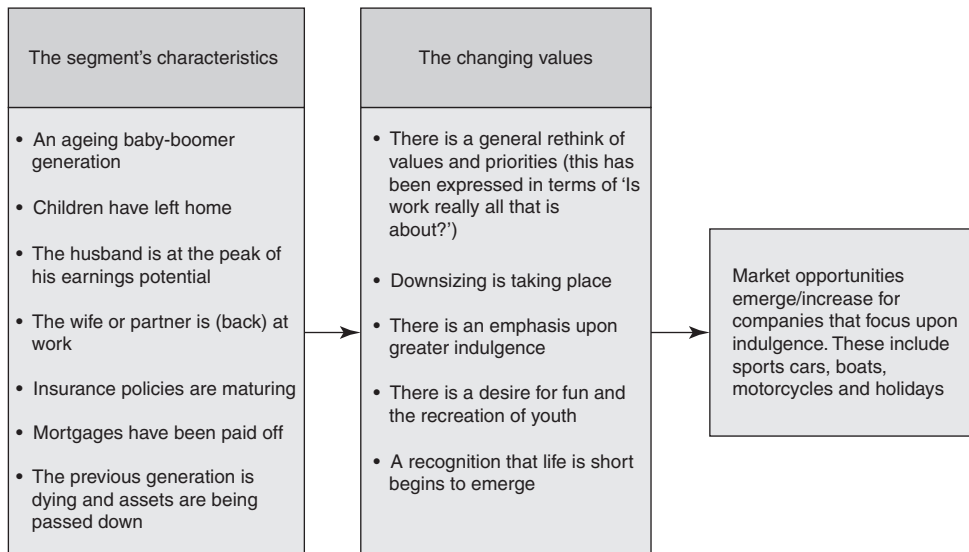 The segment's characteristics
• An ageing baby-boomer
generation
• Children have left home
• The husband is at the peak of
his earnings potential
• The wife or partner is (back) at
work
• Insurance policies are maturing
• Mortgages have been paid off
• The previous generation is
dying and assets are being
passed down
The changing values
• There is a general rethink of
values and priorities (this has
been expressed in terms of ‘Is
work really all that is
about?’)
• Downsizing is taking place
• There is an emphasis upon
greater indulgence
• There is a desire for fun and
the recreation of youth
• A recognition that life is short
begins to emerge
Market opportunities
emerge/increase for
companies that focus upon
indulgence. These include
sports cars, boats,
motorcycles and holidays